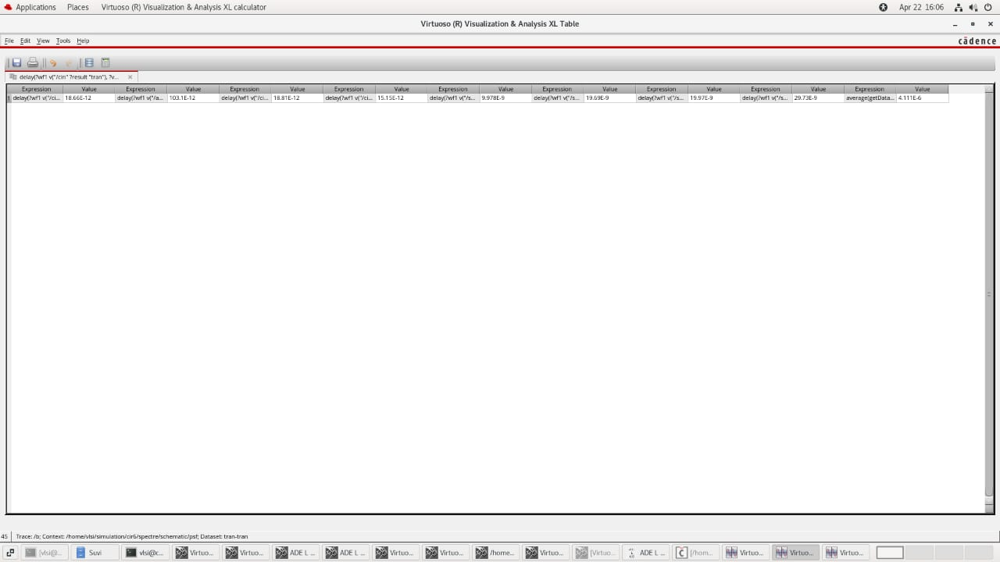 Applications Places Virtuoso (R) Visualization & Analysis XL calculator Apr 22 16:06
Virtuoso (R) Visualization & Analysis XL Table
File Edit View Tools Help cādence
delay(?wf1 v("/cin" ?result "tran"), ?v...
Expression Value Expression Value Expression Value Expression Value Expression Value Expression Value Expression Value Expression Value Expression Value
1 delay(?wf1 v("/ci... 18.66E-12 delay(?wf1 v("/a... 103.1E-12 delay(?wf1 v("/ci... 18.81E-12 delay(?wf1 v("/ci... 15.15E-12 delay(?wf1 v("/s... 9.978E-9 delay(?wf1 v("/s... 19.69E-9 delay(?wf1 v("/s... 19.97E-9 delay(?wf1 v("/s... 29.73E-9 average(getData... 4.111E-6
45 Trace: /b; Context: /home/vlsi/simulation/cir6/spectre/schematic/psf; Dataset: tran-tran
[vlsi@... Suvi vlsi@c... Virtuo... Virtuo... ADE L ... ADE L ... Virtuo... Virtuo... /home... Virtuo... [Virtuo... ADE L ... [/hom... Virtuo... Virtuo... Virtuo...